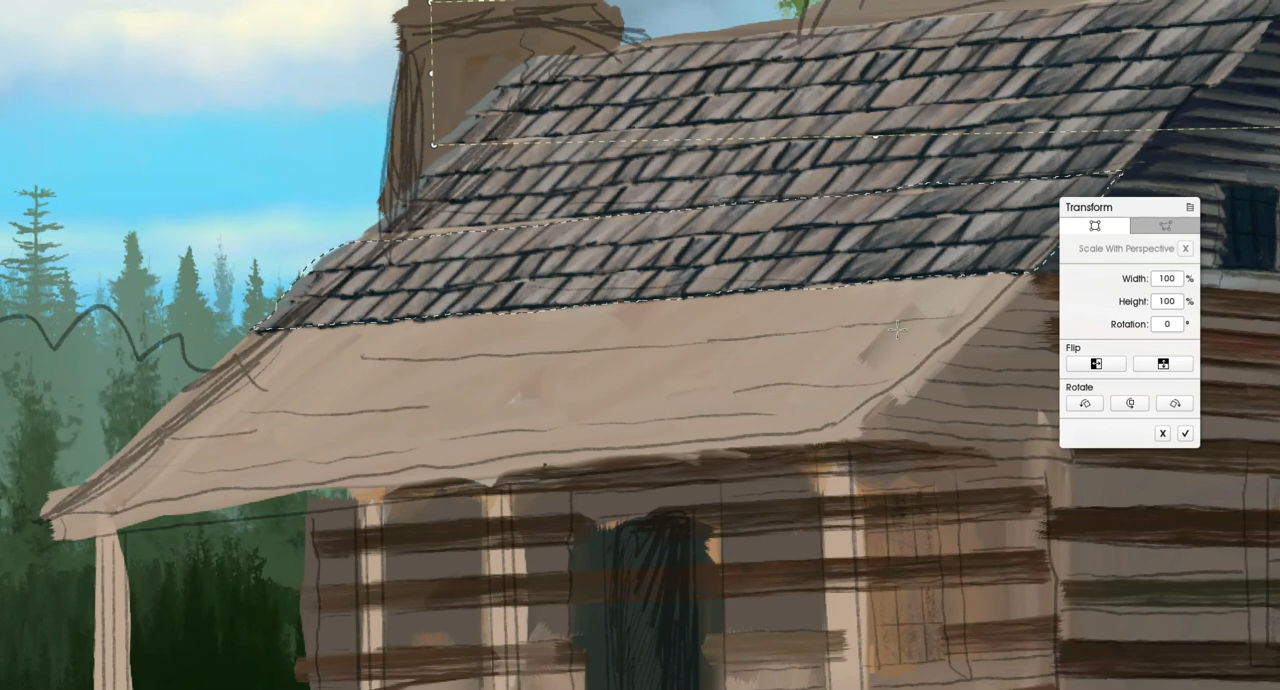 Transform
Scale With Perspective X
Width: 100 %
Height: 100 %
Rotation: 0 °
Flip
Rotate
X